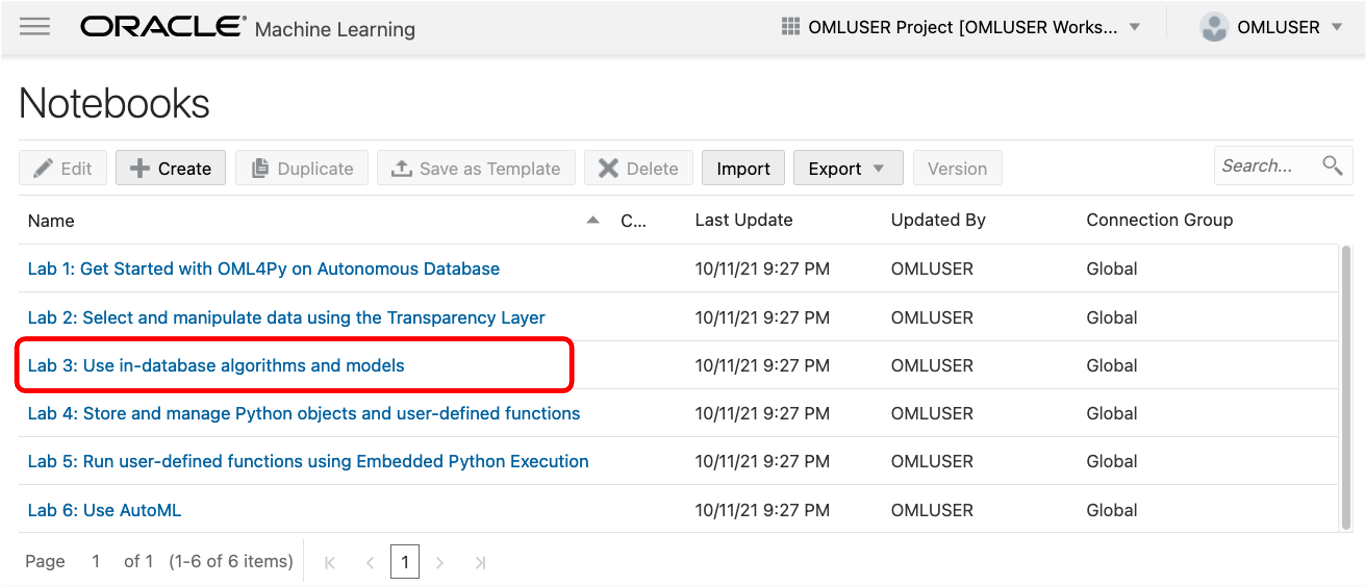 ORACLE® Machine Learning OMLUSER Project [OMLUSER Works... OMLUSER
Notebooks
Edit Create Duplicate Save as Template Delete Import Export Version Search...
Name C... Last Update Updated By Connection Group
Lab 1: Get Started with OML4Py on Autonomous Database 10/11/21 9:27 PM OMLUSER Global
Lab 2: Select and manipulate data using the Transparency Layer 10/11/21 9:27 PM OMLUSER Global
Lab 3: Use in-database algorithms and models 10/11/21 9:27 PM OMLUSER Global
Lab 4: Store and manage Python objects and user-defined functions 10/11/21 9:27 PM OMLUSER Global
Lab 5: Run user-defined functions using Embedded Python Execution 10/11/21 9:27 PM OMLUSER Global
Lab 6: Use AutoML 10/11/21 9:27 PM OMLUSER Global
Page 1 of 1 (1-6 of 6 items) 1